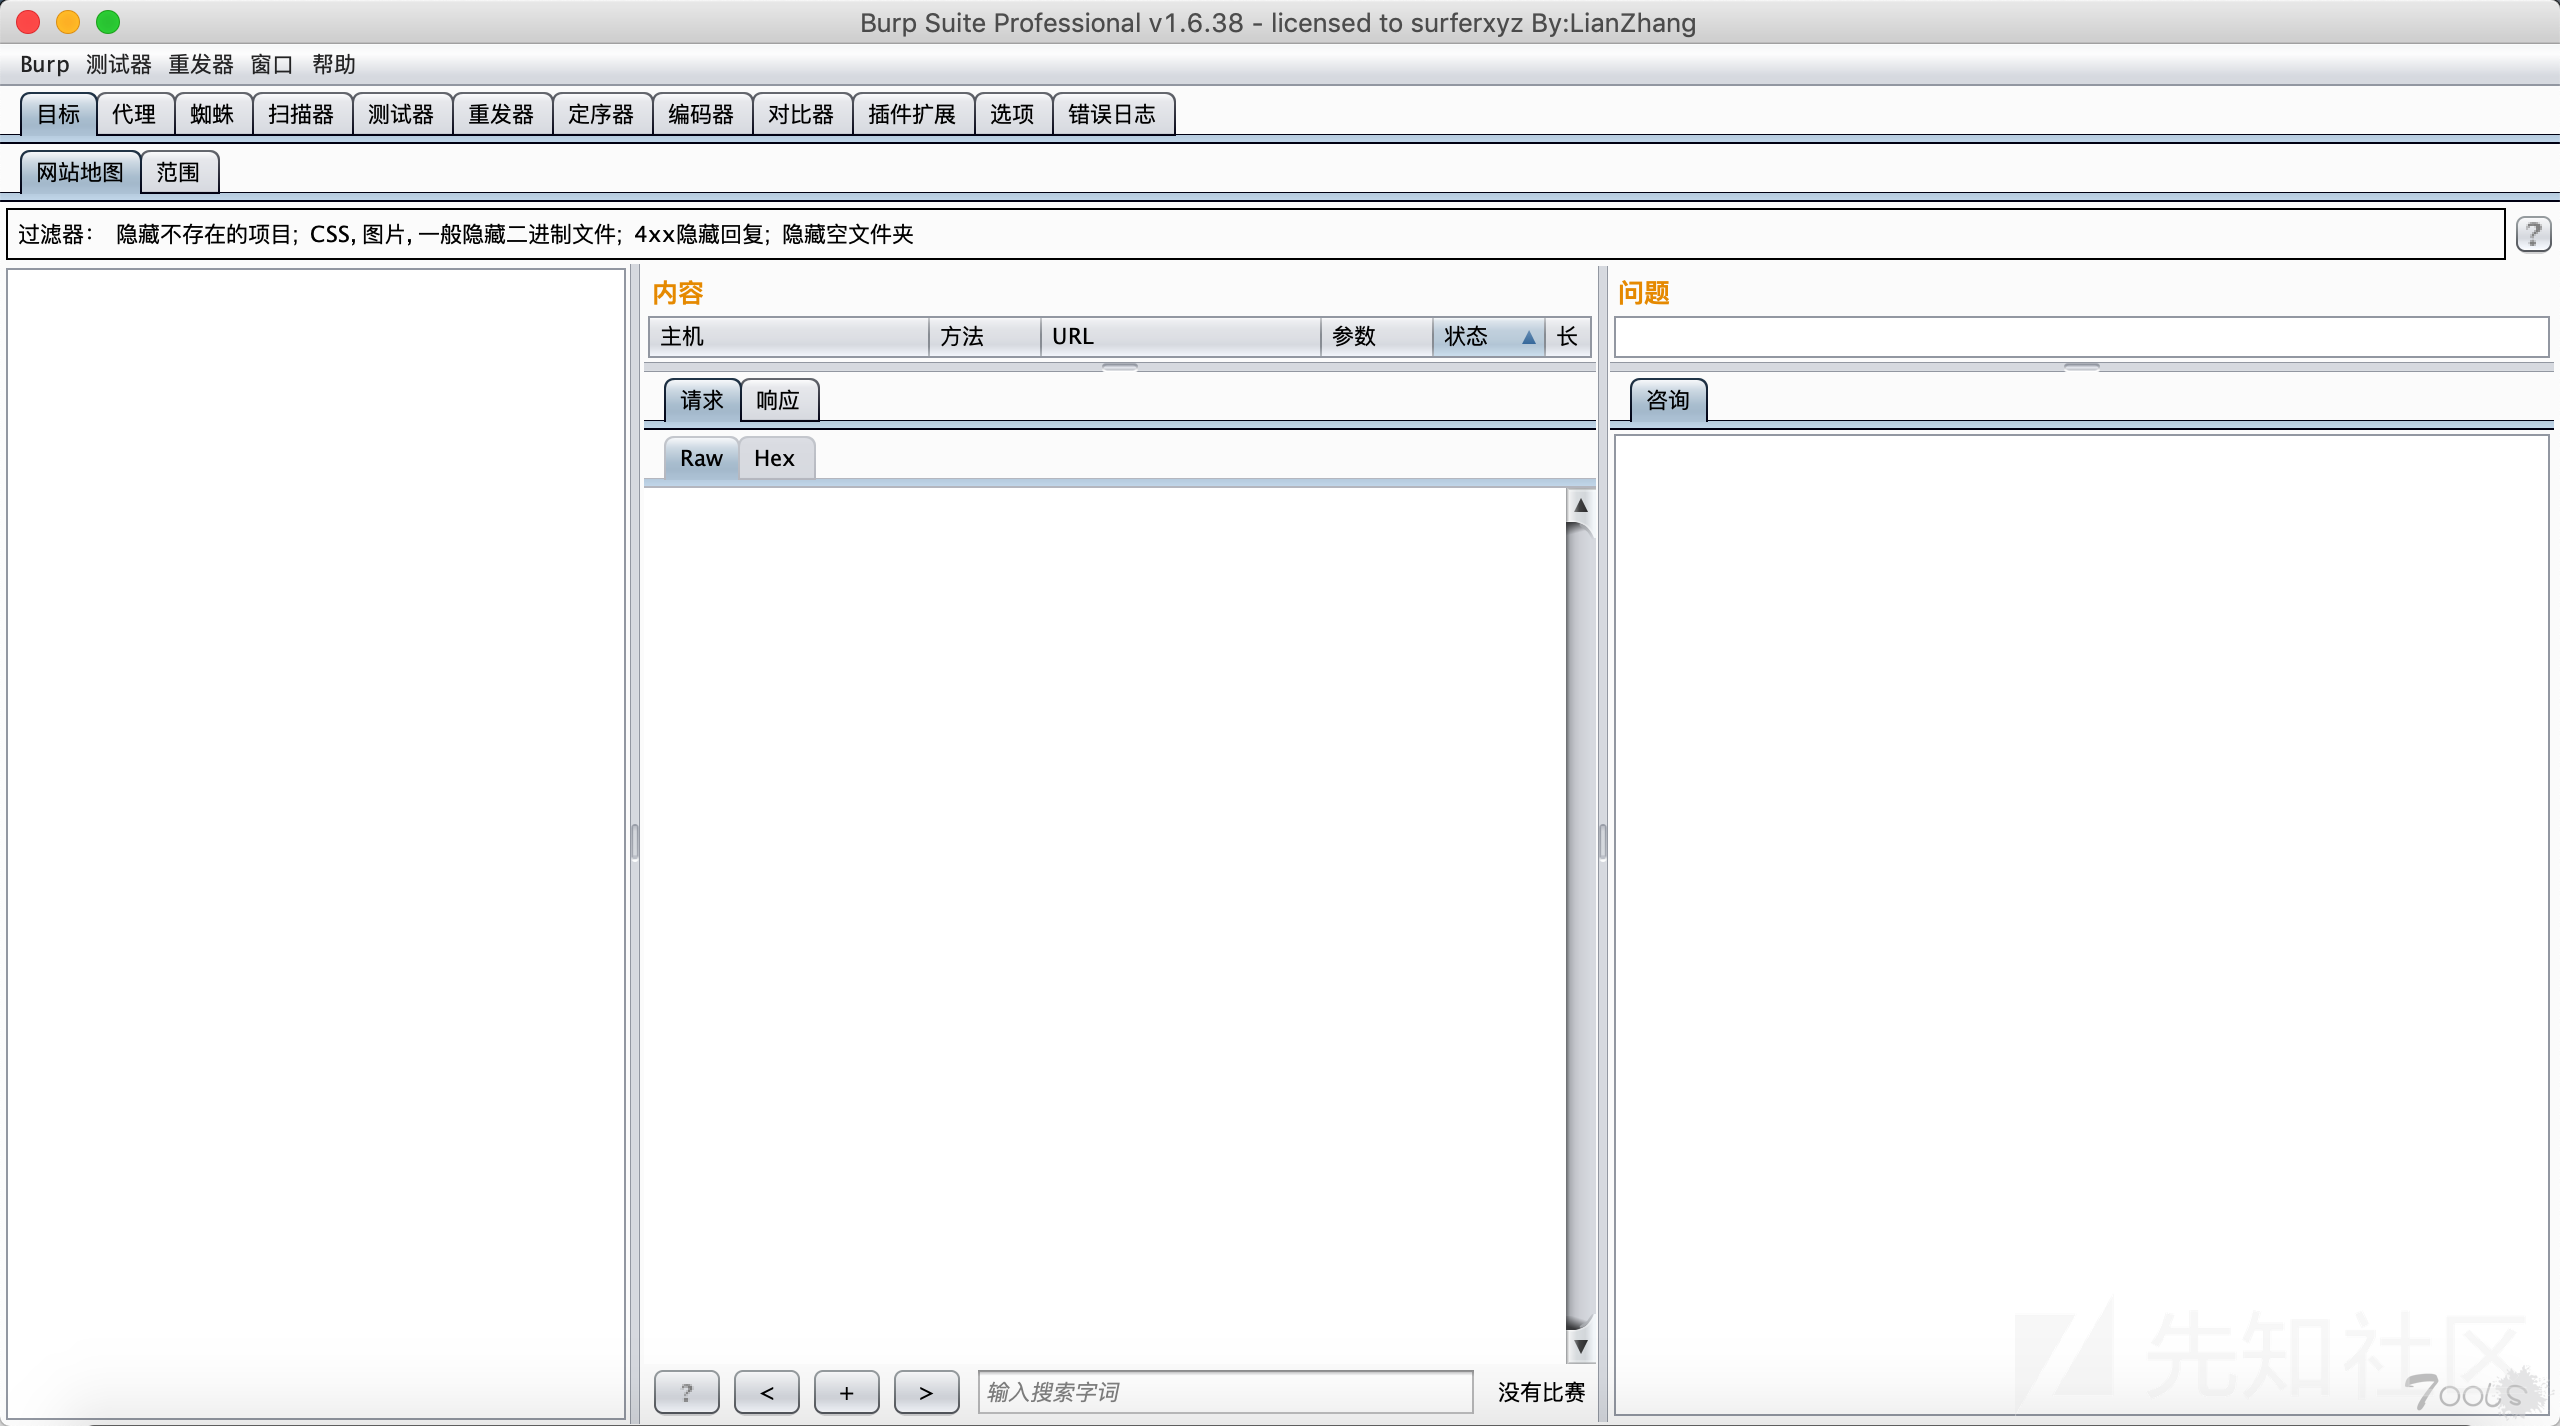 Burp Suite Professional v1.6.38 - licensed to surferxyz By:LianZhang
Burp 测试器 重发器 窗口 帮助
目标 代理 蜘蛛 扫描器 测试器 重发器 定序器 编码器 对比器 插件扩展 选项 错误日志
网站地图 范围
过滤器： 隐藏不存在的项目; CSS, 图片, 一般隐藏二进制文件; 4xx隐藏回复; 隐藏空文件夹 ?
内容
主机 方法 URL 参数 状态 ▲ 长
请求 响应
Raw Hex
? < + > 输入搜索字词 没有比赛
问题
咨询
先知社区
Tools